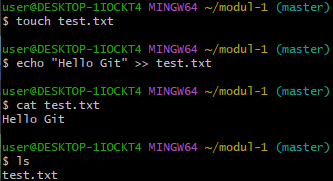 user@DESKTOP-1IOCKT4 MINGW64 ~/modul-1 (master)
$ touch test.txt
user@DESKTOP-1IOCKT4 MINGW64 ~/modul-1 (master)
$ echo "Hello Git" >> test.txt
user@DESKTOP-1IOCKT4 MINGW64 ~/modul-1 (master)
$ cat test.txt
Hello Git
user@DESKTOP-1IOCKT4 MINGW64 ~/modul-1 (master)
$ ls
test.txt